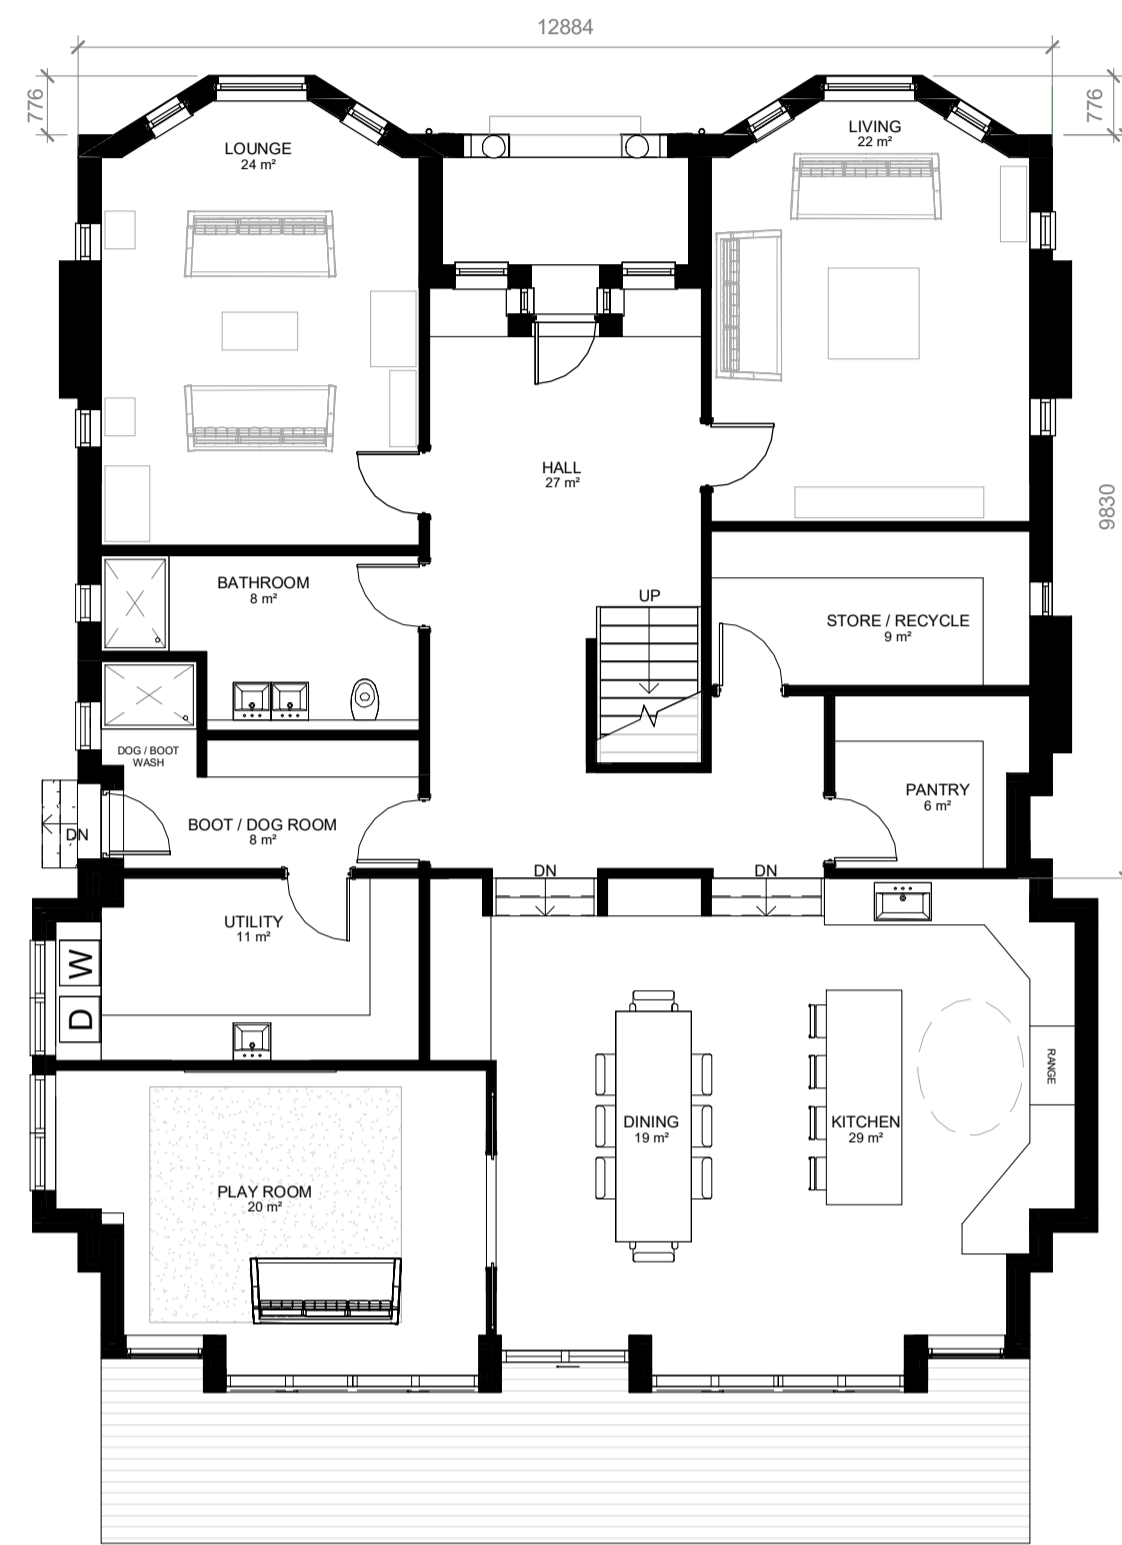 12884
776
776
LOUNGE
24 m²
LIVING
22 m²
HALL
27 m²
9830
BATHROOM
8 m²
UP
STORE / RECYCLE
9 m²
DOG / BOOT
WASH
PANTRY
6 m²
DN
BOOT / DOG ROOM
8 m²
DN
DN
UTILITY
11 m²
W
D
RANGE
DINING
19 m²
KITCHEN
29 m²
PLAY ROOM
20 m²